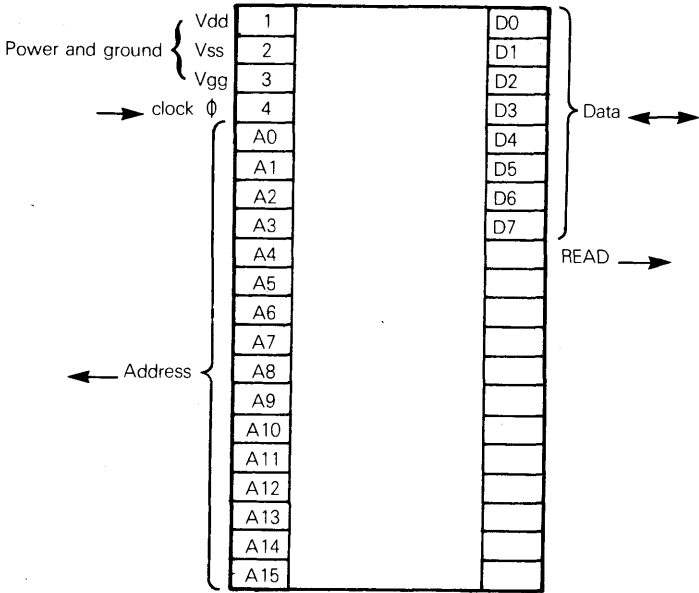 Vdd 1 D0
Power and ground Vss 2 D1
Vgg 3 D2
clock ϕ 4 D3 Data
A0 D4
A1 D5
A2 D6
A3 D7
A4 READ
A5
A6
A7
Address A8
A9
A10
A11
A12
A13
A14
A15